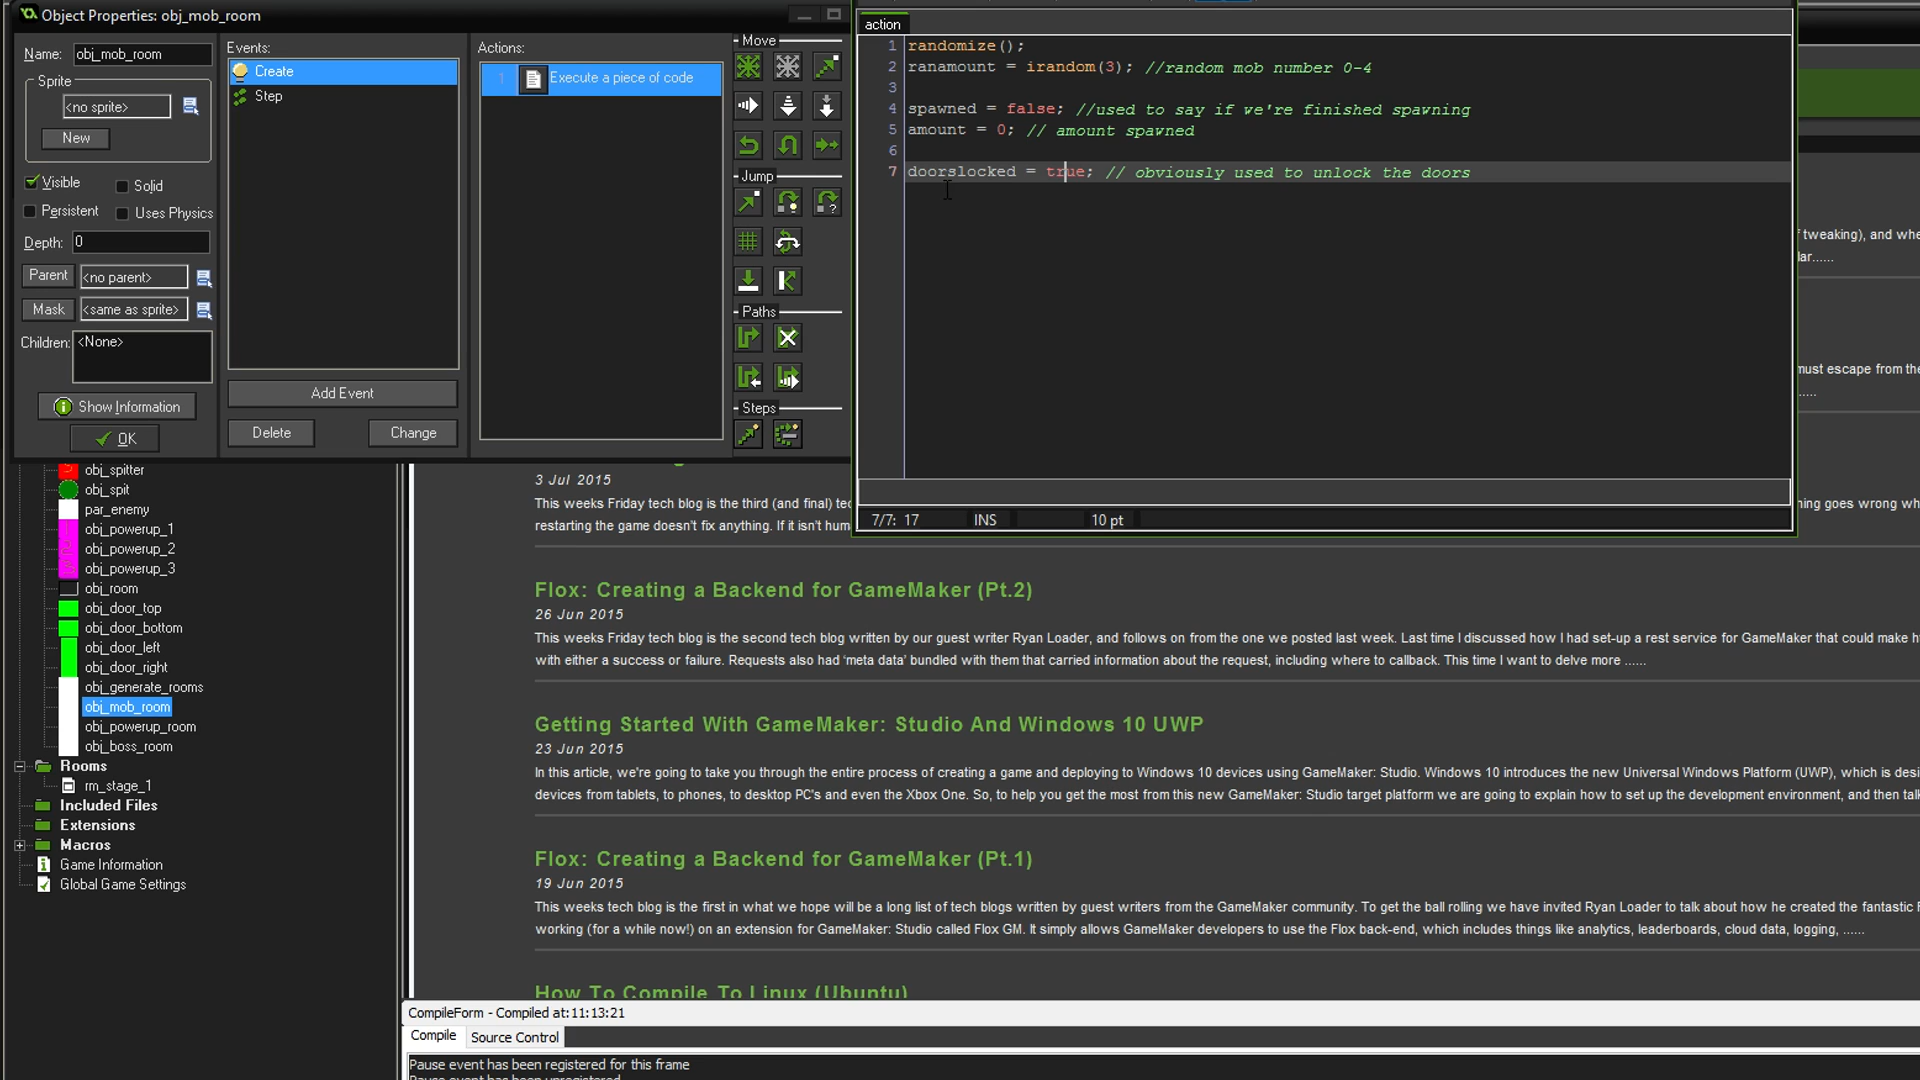 Object Properties: obj_mob_room
Name: obj_mob_room
Sprite
<no sprite>
New
Visible
Solid
Persistent
Uses Physics
Depth: 0
Parent <no parent>
Mask <same as sprite>
Children: <None>
Show Information
OK
Events:
Create
Step
Add Event
Delete
Change
Actions:
1 Execute a piece of code
Move
Jump
Paths
Steps
action
1 randomize();
2 ranamount = irandom(3); //random mob number 0-4
3
4 spawned = false; //used to say if we're finished spawning
5 amount = 0; // amount spawned
6
7 doorslocked = true; // obviously used to unlock the doors
7/7: 17
INS
10 pt
obj_spitter
obj_spit
par_enemy
obj_powerup_1
obj_powerup_2
obj_powerup_3
obj_room
obj_door_top
obj_door_bottom
obj_door_left
obj_door_right
obj_generate_rooms
obj_mob_room
obj_powerup_room
obj_boss_room
Rooms
rm_stage_1
Included Files
Extensions
Macros
Game Information
Global Game Settings
tweaking), and whe
lar......
must escape from the
....
hing goes wrong wh
3 Jul 2015
This weeks Friday tech blog is the third (and final) tec
restarting the game doesn't fix anything. If it isn't hum
Flox: Creating a Backend for GameMaker (Pt.2)
26 Jun 2015
This weeks Friday tech blog is the second tech blog written by our guest writer Ryan Loader, and follows on from the one we posted last week. Last time I discussed how I had set-up a rest service for GameMaker that could make h
with either a success or failure. Requests also had 'meta data' bundled with them that carried information about the request, including where to callback. This time I want to delve more ......
Getting Started With GameMaker: Studio And Windows 10 UWP
23 Jun 2015
In this article, we're going to take you through the entire process of creating a game and deploying to Windows 10 devices using GameMaker: Studio. Windows 10 introduces the new Universal Windows Platform (UWP), which is desi
devices from tablets, to phones, to desktop PC's and even the Xbox One. So, to help you get the most from this new GameMaker: Studio target platform we are going to explain how to set up the development environment, and then talk
Flox: Creating a Backend for GameMaker (Pt.1)
19 Jun 2015
This weeks tech blog is the first in what we hope will be a long list of tech blogs written by guest writers from the GameMaker community. To get the ball rolling we have invited Ryan Loader to talk about how he created the fantastic F
working (for a while now!) on an extension for GameMaker: Studio called Flox GM. It simply allows GameMaker developers to use the Flox back-end, which includes things like analytics, leaderboards, cloud data, logging, ......
How To Compile To Linux (Ubuntu)
CompileForm - Compiled at:11:13:21
Compile
Source Control
Pause event has been registered for this frame
Pause event has been unregistered